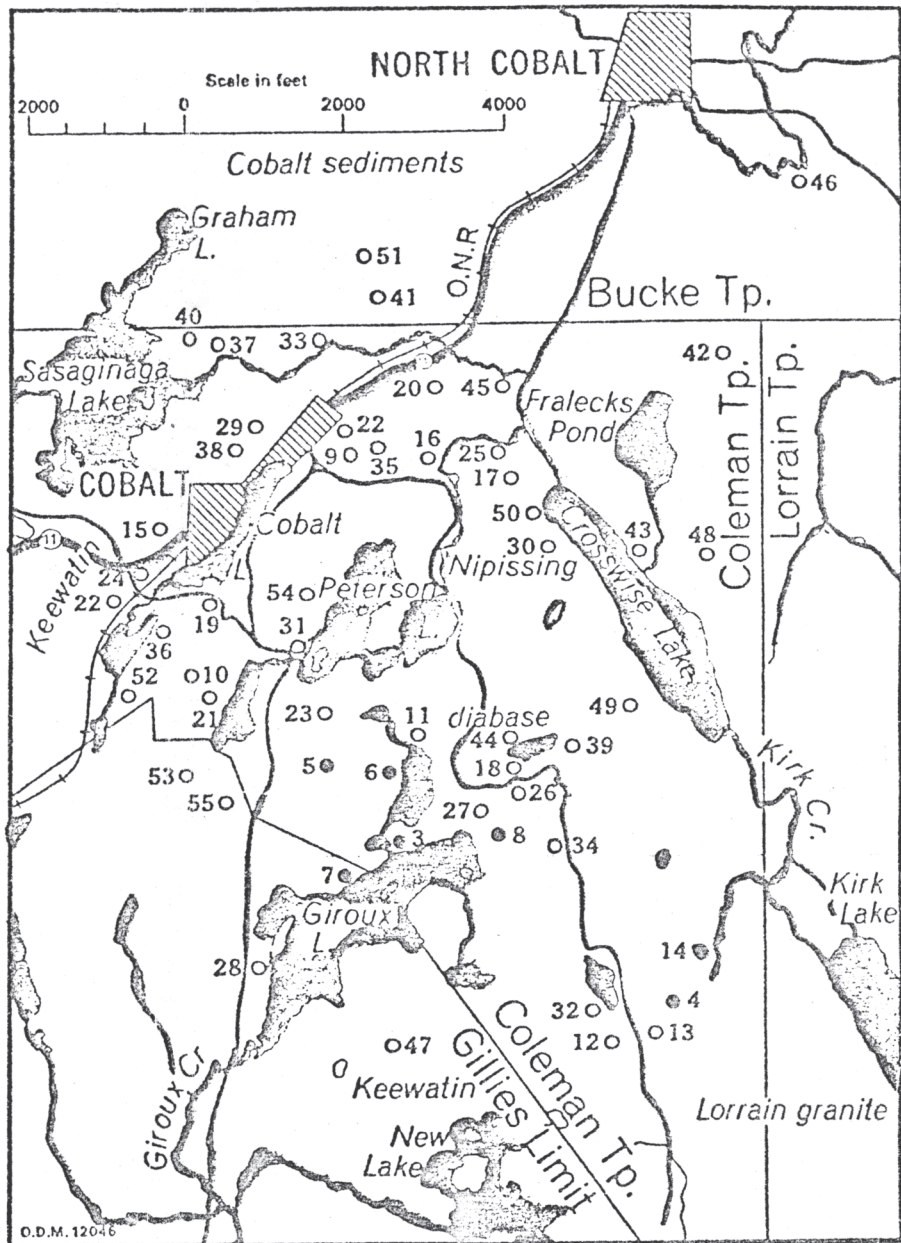 NORTH COBALT
Scale in feet
2000 0 2000 4000
Cobalt sediments
46
Graham
L.
51
O.N.R
41
Bucke Tp.
40
37
33
42
Sasaginaga
Lake
20
45
Fralecks
Pond
Coleman Tp.
Lorrain Tp.
29
22
38
9
35
16
25
17
COBALT
50
15
Cobalt
L.
Crosswise
Lake
43
48
11
30
Nipissing
Keewatin
24
22
19
54
Peterson
L.
36
31
52
10
21
23
11
diabase
49
44
39
Kirk
Cr.
53
5
6
18
26
55
27
8
3
34
7
Giroux
L.
Kirk
Lake
14
28
4
32
13
12
Coleman Tp.
Gillies Limit
47
Giroux Cr
Keewatin
Lorrain granite
New
Lake
O.D.M. 12046